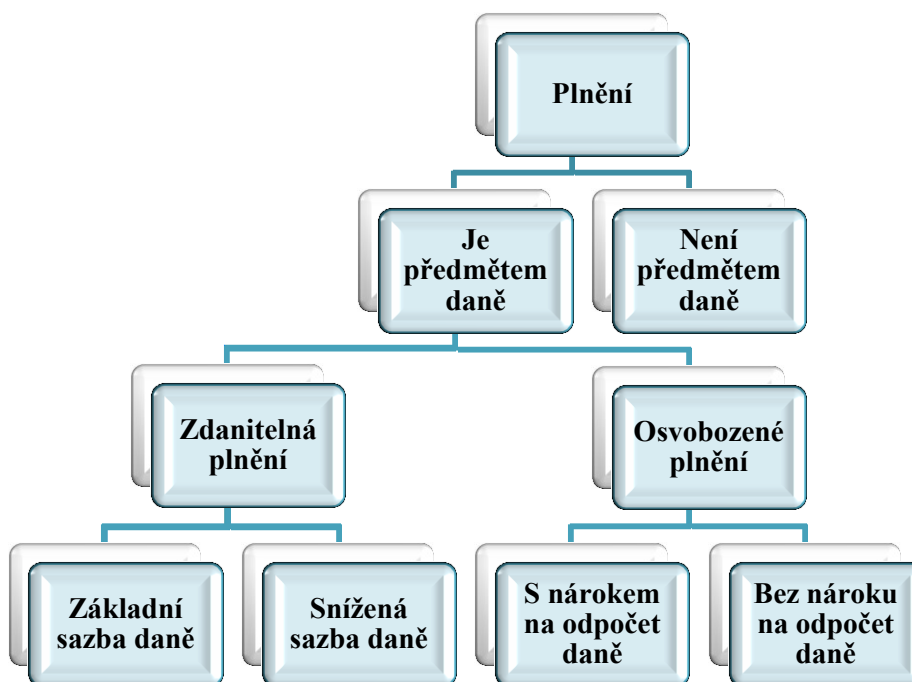 Plnění
Je
předmětem
daně
Není
předmětem
daně
Zdanitelná
plnění
Osvobozené
plnění
Základní
sazba daně
Snížená
sazba daně
S nárokem
na odpočet
daně
Bez nároku
na odpočet
daně